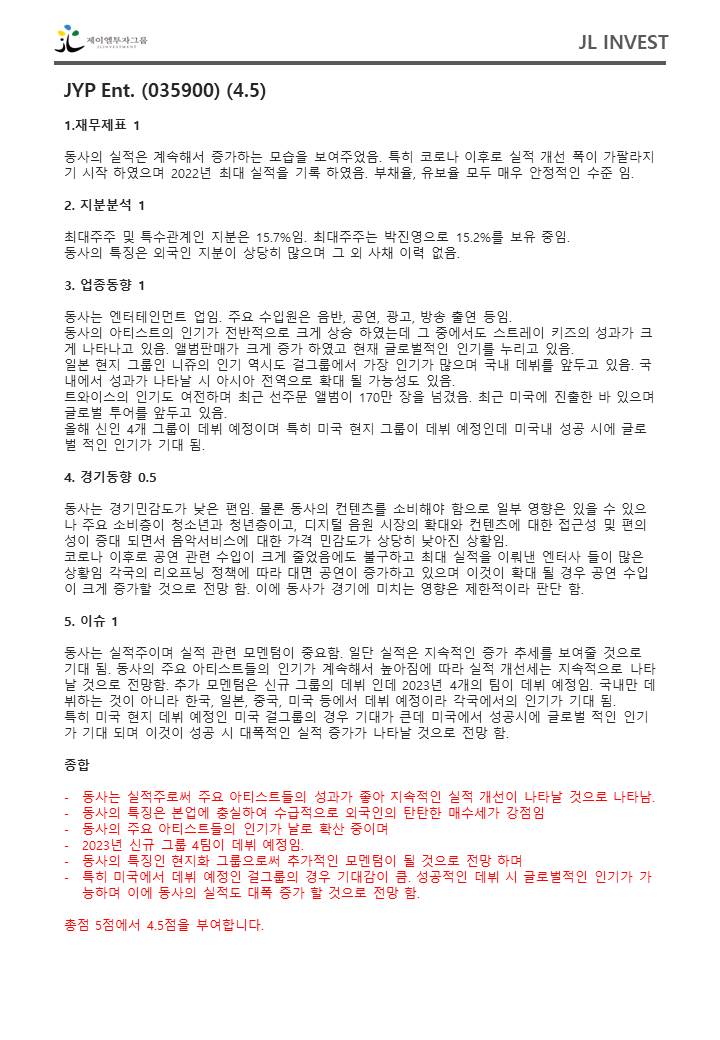 제이엘투자그룹
JLINVESTMENT
JL INVEST
JYP Ent. (035900) (4.5)
1.재무제표 1
동사의 실적은 계속해서 증가하는 모습을 보여주었음. 특히 코로나 이후로 실적 개선 폭이 가팔라지
기 시작 하였으며 2022년 최대 실적을 기록 하였음. 부채율, 유보율 모두 매우 안정적인 수준 임.
2. 지분분석 1
최대주주 및 특수관계인 지분은 15.7%임. 최대주주는 박진영으로 15.2%를 보유 중임.
동사의 특징은 외국인 지분이 상당히 많으며 그 외 사채 이력 없음.
3. 업종동향 1
동사는 엔터테인먼트 업임. 주요 수입원은 음반, 공연, 광고, 방송 출연 등임.
동사의 아티스트의 인기가 전반적으로 크게 상승 하였는데 그 중에서도 스트레이 키즈의 성과가 크
게 나타나고 있음. 앨범판매가 크게 증가 하였고 현재 글로벌적인 인기를 누리고 있음.
일본 현지 그룹인 니쥬의 인기 역시도 걸그룹에서 가장 인기가 많으며 국내 데뷔를 앞두고 있음. 국
내에서 성과가 나타날 시 아시아 전역으로 확대 될 가능성도 있음.
트와이스의 인기도 여전하며 최근 선주문 앨범이 170만 장을 넘겼음. 최근 미국에 진출한 바 있으며
글로벌 투어를 앞두고 있음.
올해 신인 4개 그룹이 데뷔 예정이며 특히 미국 현지 그룹이 데뷔 예정인데 미국내 성공 시에 글로
벌 적인 인기가 기대 됨.
4. 경기동향 0.5
동사는 경기민감도가 낮은 편임. 물론 동사의 컨텐츠를 소비해야 함으로 일부 영향은 있을 수 있으
나 주요 소비층이 청소년과 청년층이고, 디지털 음원 시장의 확대와 컨텐츠에 대한 접근성 및 편의
성이 증대 되면서 음악서비스에 대한 가격 민감도가 상당히 낮아진 상황임.
코로나 이후로 공연 관련 수입이 크게 줄었음에도 불구하고 최대 실적을 이뤄낸 엔터사 들이 많은
상황임 각국의 리오프닝 정책에 따라 대면 공연이 증가하고 있으며 이것이 확대 될 경우 공연 수입
이 크게 증가할 것으로 전망 함. 이에 동사가 경기에 미치는 영향은 제한적이라 판단 함.
5. 이슈 1
동사는 실적주이며 실적 관련 모멘텀이 중요함. 일단 실적은 지속적인 증가 추세를 보여줄 것으로
기대 됨. 동사의 주요 아티스트들의 인기가 계속해서 높아짐에 따라 실적 개선세는 지속적으로 나타
날 것으로 전망함. 추가 모멘텀은 신규 그룹의 데뷔 인데 2023년 4개의 팀이 데뷔 예정임. 국내만 데
뷔하는 것이 아니라 한국, 일본, 중국, 미국 등에서 데뷔 예정이라 각국에서의 인기가 기대 됨.
특히 미국 현지 데뷔 예정인 미국 걸그룹의 경우 기대가 큰데 미국에서 성공시에 글로벌 적인 인기
가 기대 되며 이것이 성공 시 대폭적인 실적 증가가 나타날 것으로 전망 함.
종합
- 동사는 실적주로써 주요 아티스트들의 성과가 좋아 지속적인 실적 개선이 나타날 것으로 나타남.
- 동사의 특징은 본업에 충실하여 수급적으로 외국인의 탄탄한 매수세가 강점임
- 동사의 주요 아티스트들의 인기가 날로 확산 중이며
- 2023년 신규 그룹 4팀이 데뷔 예정임.
- 동사의 특징인 현지화 그룹으로써 추가적인 모멘텀이 될 것으로 전망 하며
- 특히 미국에서 데뷔 예정인 걸그룹의 경우 기대감이 큼. 성공적인 데뷔 시 글로벌적인 인기가 가
능하며 이에 동사의 실적도 대폭 증가 할 것으로 전망 함.
총점 5점에서 4.5점을 부여합니다.